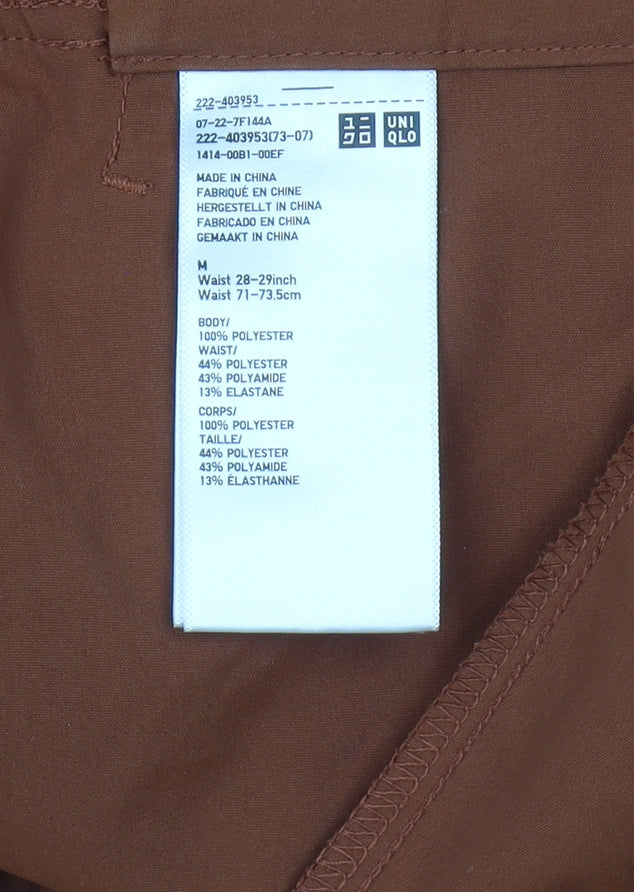 222-403953
07-22-7F144A
222-403953(73-07)
1414-00B1-00EF
ユニ
クロ
UNI
QLO
MADE IN CHINA
FABRIQUÉ EN CHINE
HERGESTELLT IN CHINA
FABRICADO EN CHINA
GEMAAKT IN CHINA
M
Waist 28-29inch
Waist 71-73.5cm
BODY/
100% POLYESTER
WAIST/
44% POLYESTER
43% POLYAMIDE
13% ELASTANE
CORPS/
100% POLYESTER
TAILLE/
44% POLYESTER
43% POLYAMIDE
13% ÉLASTHANNE